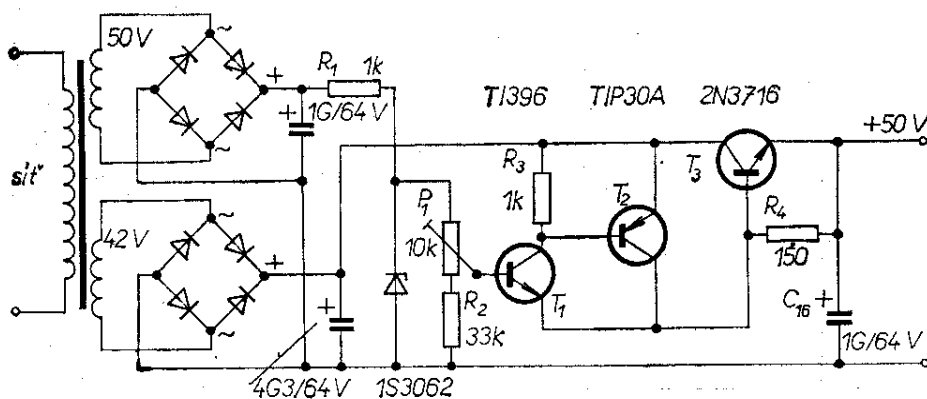 50V
~
+
R1 1k
+
1G/64V
~
síť
42V
~
+
~
+
4G3/64V
1S3062
P1
10k
R2
33k
TI396 TIP30A 2N3716
R3
1k
T1
T2
T3
R4
150
+50V
C16 +
1G/64V